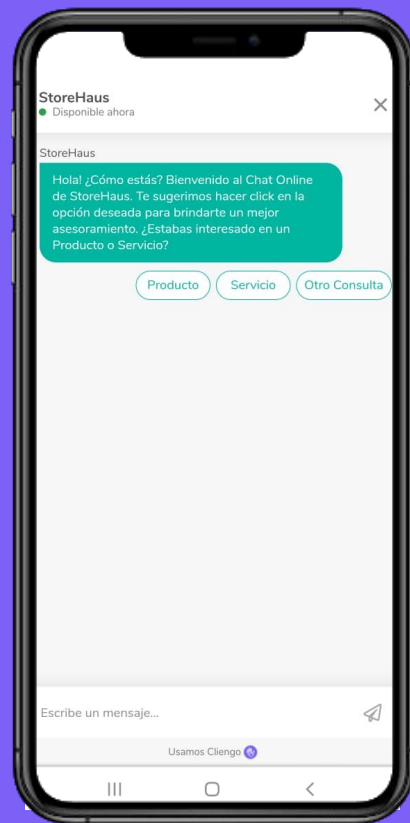 StoreHaus
Disponible ahora
StoreHaus
Hola! ¿Cómo estás? Bienvenido al Chat Online
de StoreHaus. Te sugerimos hacer click en la
opción deseada para brindarte un mejor
asesoramiento. ¿Estabas interesado en un
Producto o Servicio?
Producto Servicio Otro Consulta
Escribe un mensaje...
Usamos Cliengo